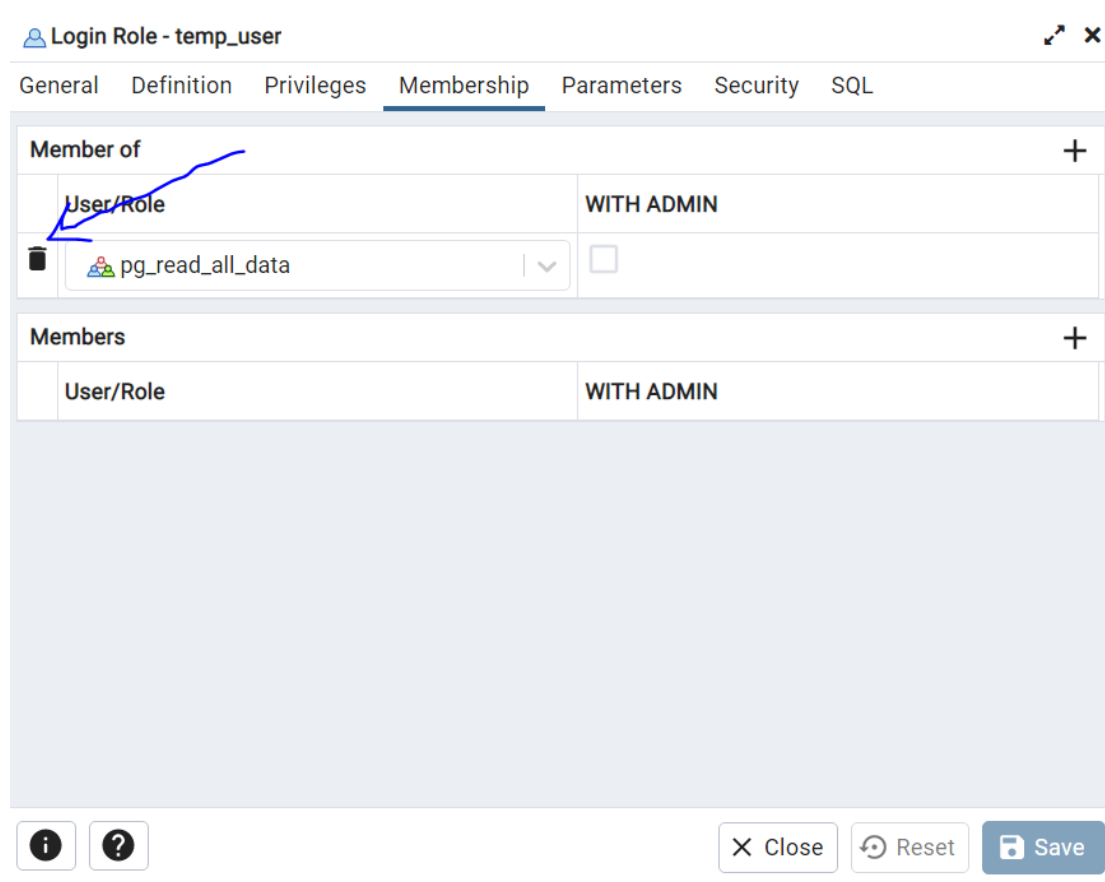 Login Role - temp_user
General Definition Privileges Membership Parameters Security SQL
Member of
User/Role WITH ADMIN
pg_read_all_data
Members
User/Role WITH ADMIN
Close Reset Save